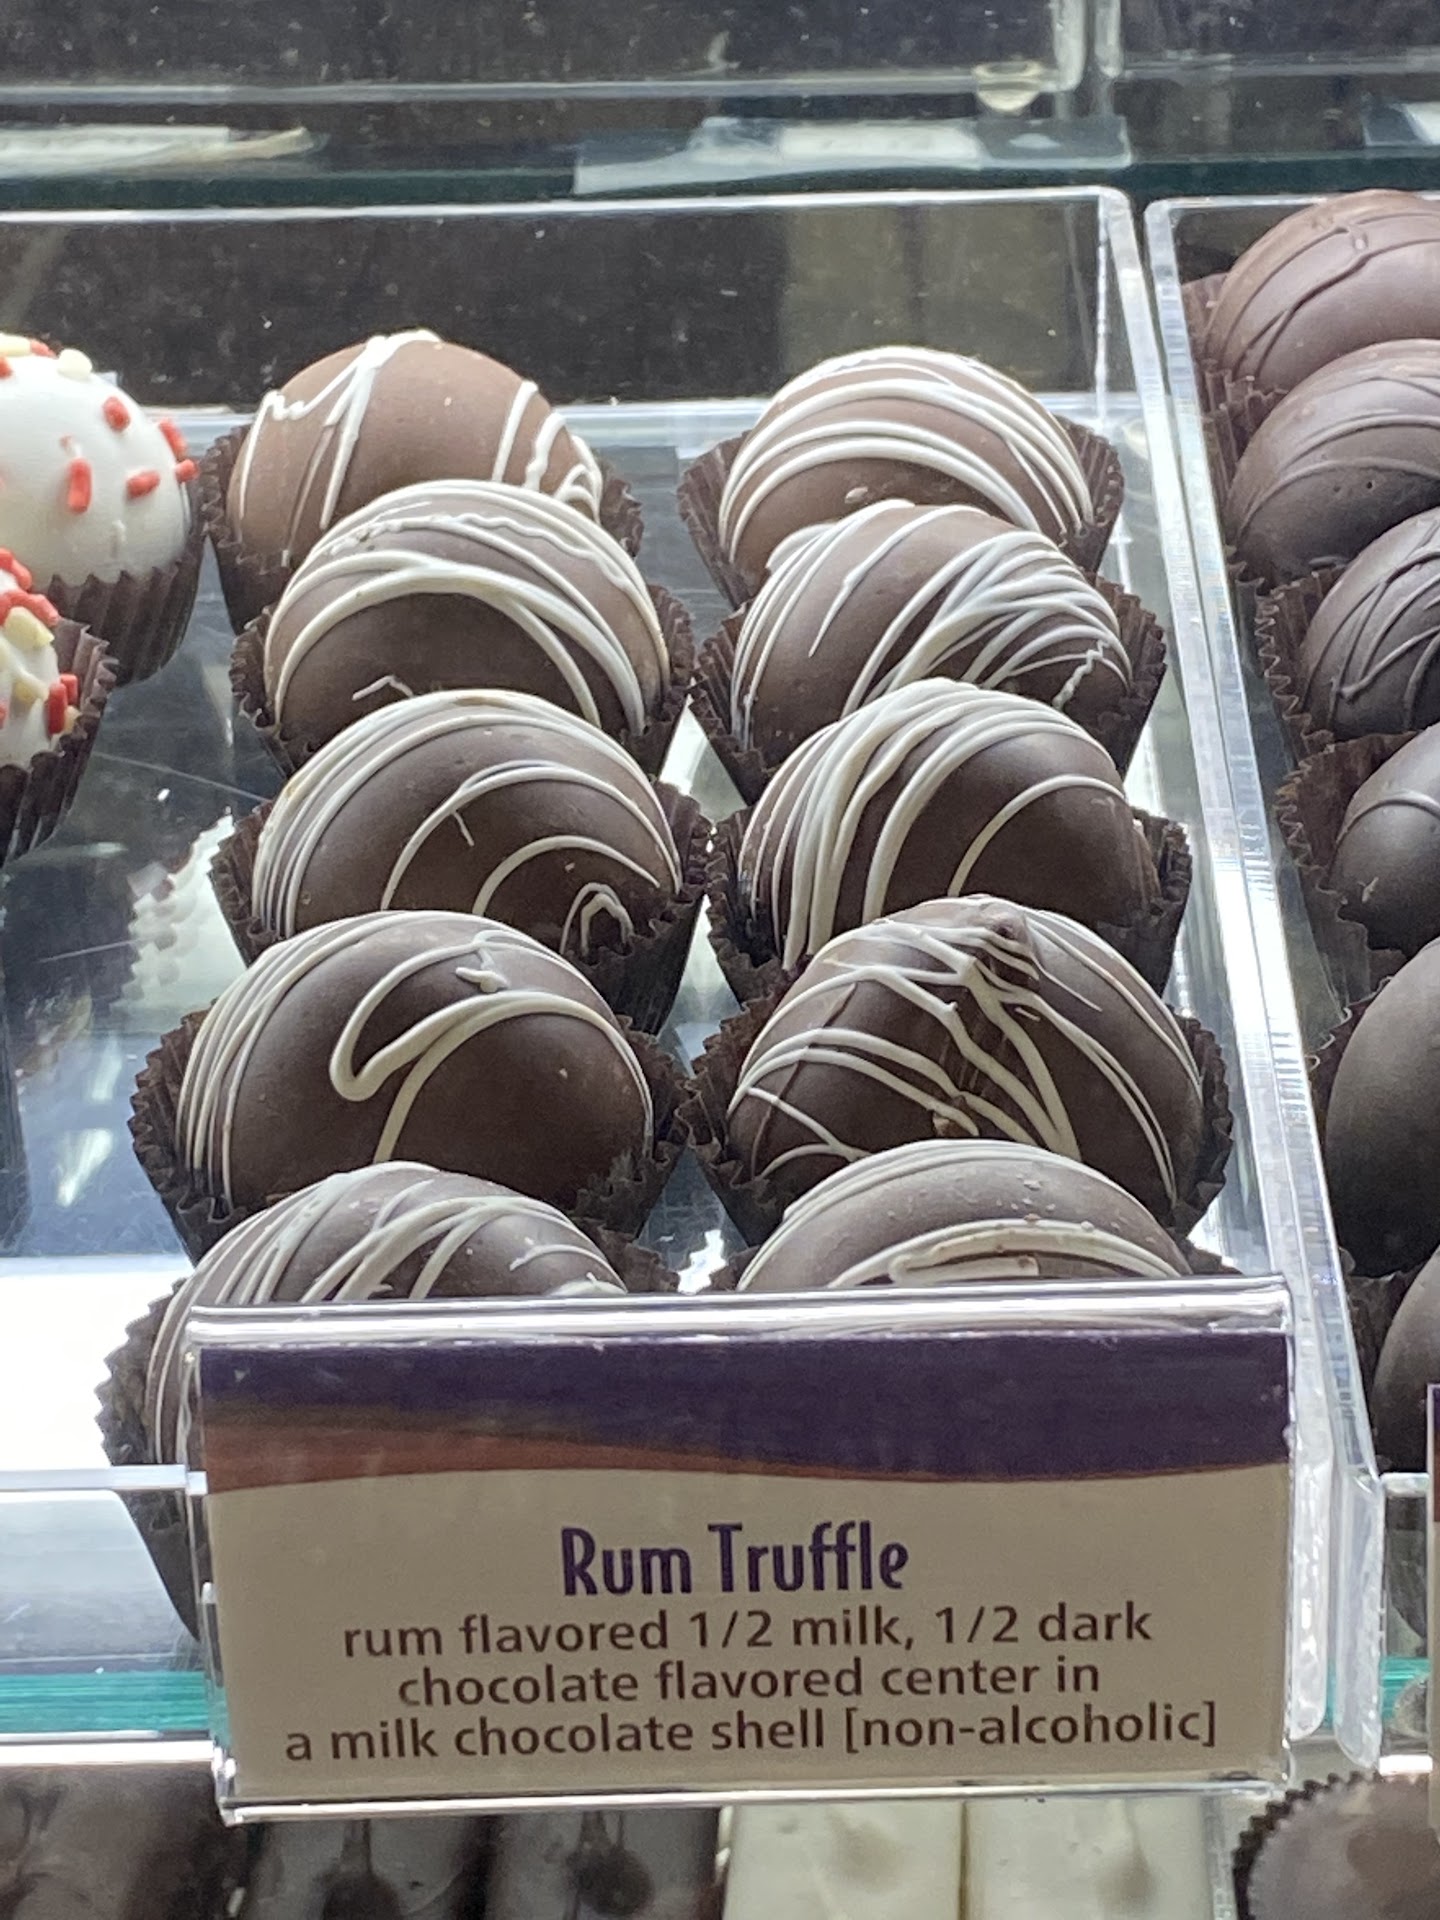 Rum Truffle
rum flavored 1/2 milk, 1/2 dark
chocolate flavored center in
a milk chocolate shell [non-alcoholic]